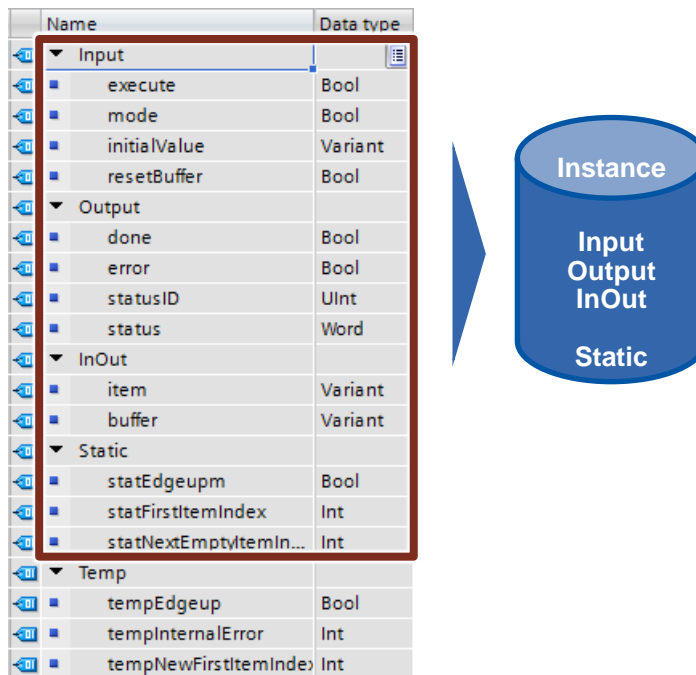 Name Data type
Input
execute Bool
mode Bool
initialValue Variant
resetBuffer Bool
Output
done Bool
error Bool
statusID UInt
status Word
InOut
item Variant
buffer Variant
Static
statEdgeupm Bool
statFirstItemIndex Int
statNextEmptyItemIn... Int
Temp
tempEdgeup Bool
tempInternalError Int
tempNewFirstItemIndex Int
Instance
Input
Output
InOut
Static